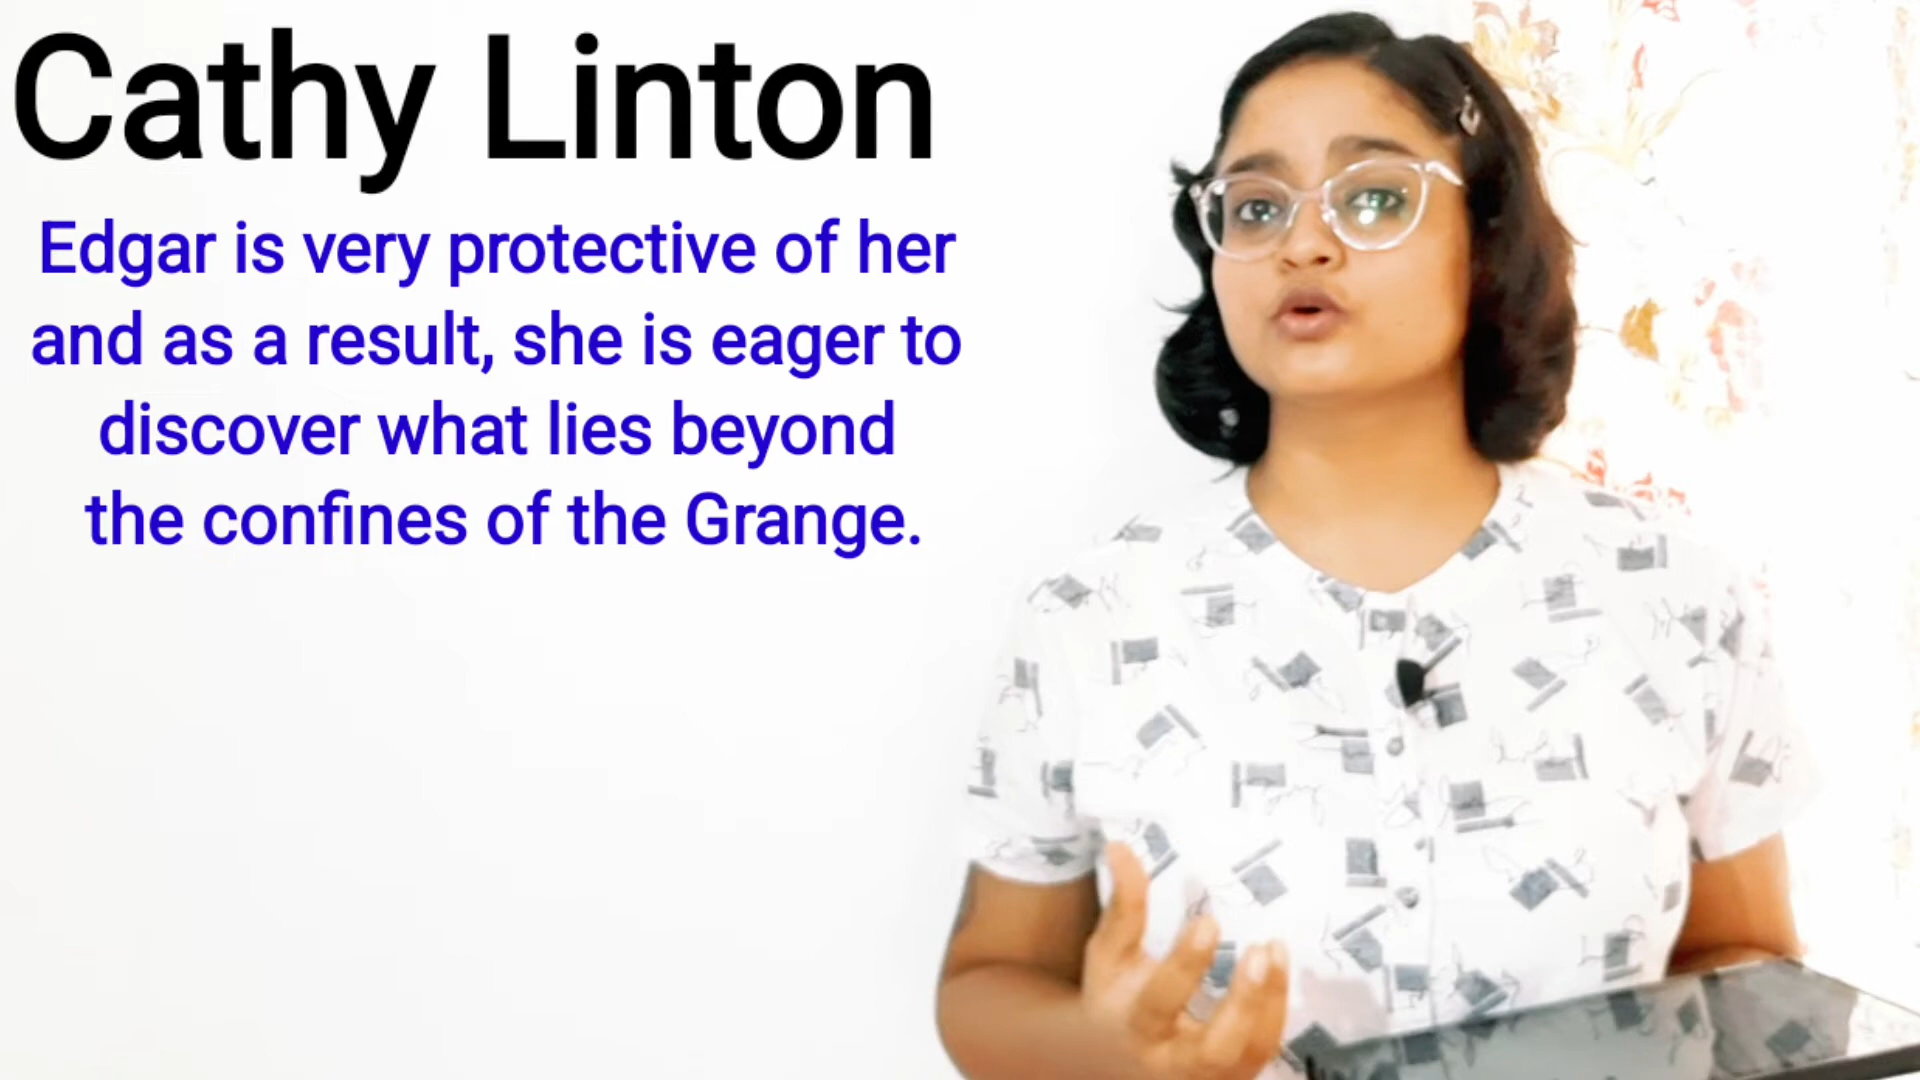 Cathy Linton
Edgar is very protective of her
and as a result, she is eager to
discover what lies beyond
the confines of the Grange.